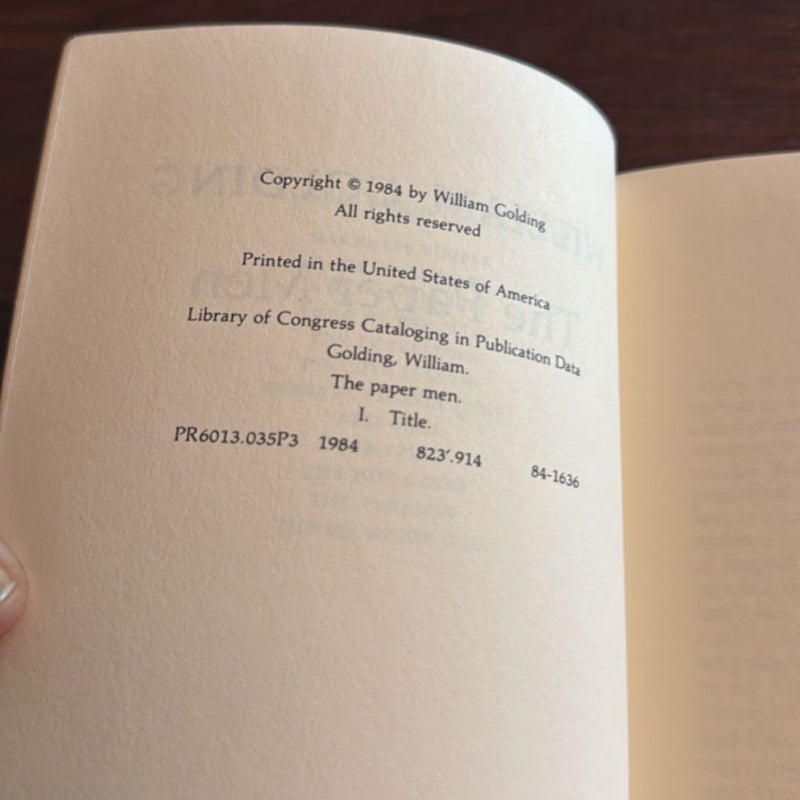 Copyright © 1984 by William Golding
All rights reserved
Printed in the United States of America
Library of Congress Cataloging in Publication Data
Golding, William.
The paper men.
I. Title.
PR6013.035P3 1984 823'.914 84-1636